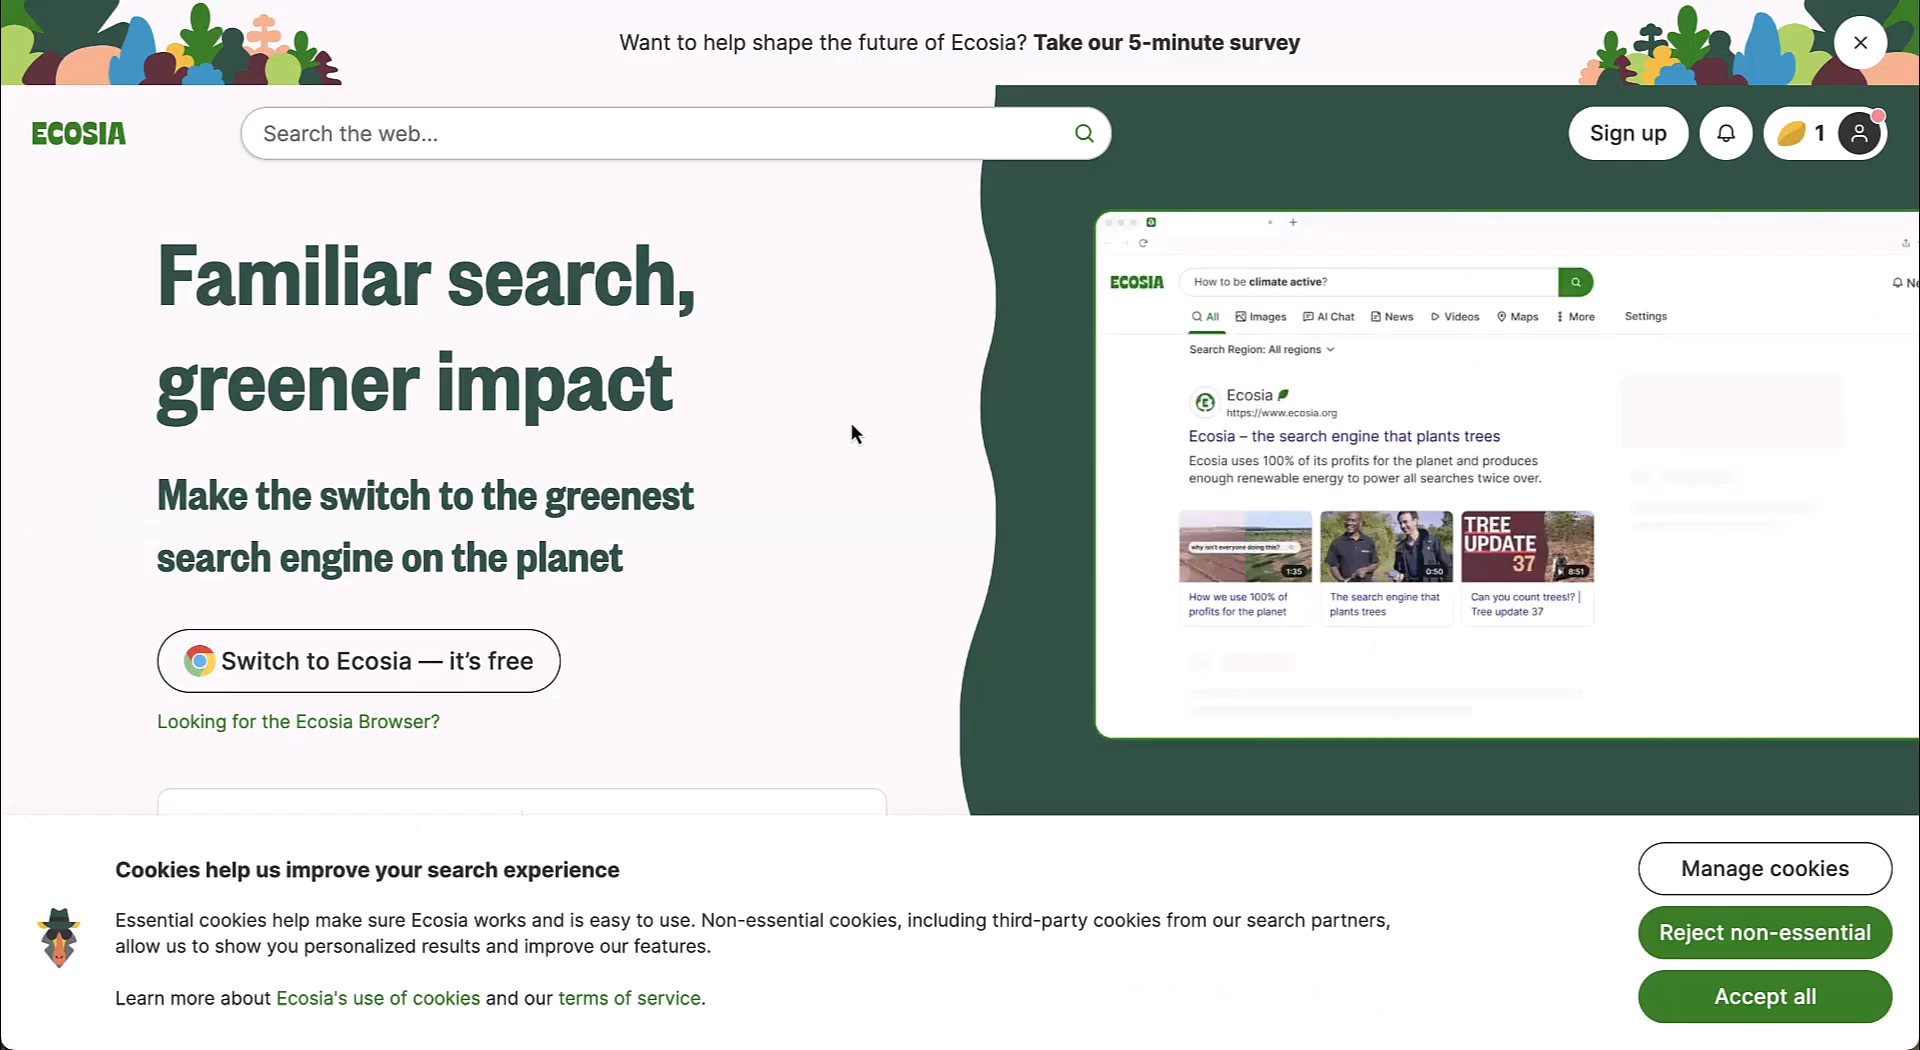 Want to help shape the future of Ecosia? Take our 5-minute survey
ECOSIA
Search the web...
Sign up
1
Familiar search,
greener impact
Make the switch to the greenest
search engine on the planet
Switch to Ecosia — it's free
Looking for the Ecosia Browser?
ECOSIA
How to be climate active?
All
Images
AI Chat
News
Videos
Maps
More
Settings
Search Region: All regions
Ecosia
https://www.ecosia.org
Ecosia – the search engine that plants trees
Ecosia uses 100% of its profits for the planet and produces
enough renewable energy to power all searches twice over.
why isn't everyone doing this?
1:35
How we use 100% of
profits for the planet
0:50
The search engine that
plants trees
TREE
UPDATE
37
8:51
Can you count trees!? |
Tree update 37
Cookies help us improve your search experience
Essential cookies help make sure Ecosia works and is easy to use. Non-essential cookies, including third-party cookies from our search partners,
allow us to show you personalized results and improve our features.
Learn more about Ecosia's use of cookies and our terms of service.
Manage cookies
Reject non-essential
Accept all